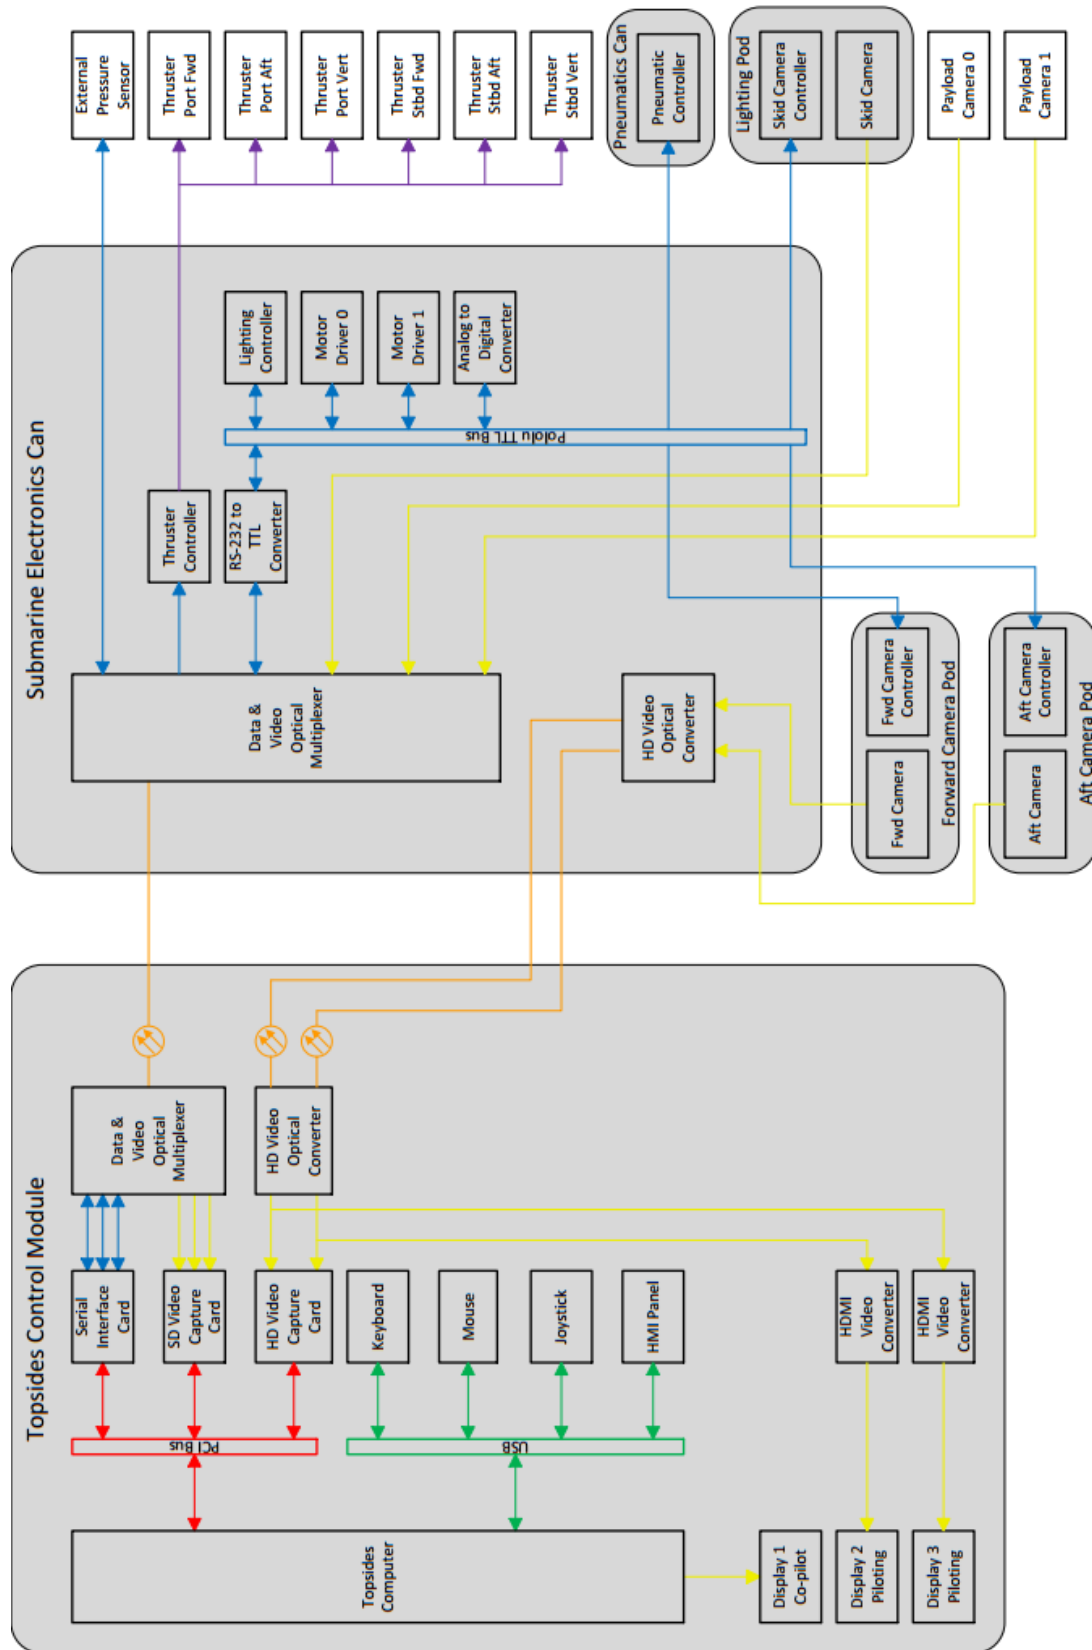 Topsides Control Module
Topsides
Computer
Display 1
Co-pilot
Display 2
Piloting
Display 3
Piloting
PCI Bus
USB
Serial
Interface
Card
SD Video
Capture
Card
HD Video
Capture
Card
Keyboard
Mouse
Joystick
HMI Panel
HDMI
Video
Converter
HDMI
Video
Converter
Data &
Video
Optical
Multiplexer
HD Video
Optical
Converter
Submarine Electronics Can
Data &
Video
Optical
Multiplexer
HD Video
Optical
Converter
Thruster
Controller
RS-232 to
TTL
Converter
Pololu TTL Bus
Lighting
Controller
Motor
Driver 0
Motor
Driver 1
Analog to
Digital
Converter
Fwd Camera
Fwd Camera
Controller
Forward Camera Pod
Aft Camera
Aft Camera
Controller
Aft Camera Pod
External
Pressure
Sensor
Thruster
Port Fwd
Thruster
Port Aft
Thruster
Port Vert
Thruster
Stbd Fwd
Thruster
Stbd Aft
Thruster
Stbd Vert
Pneumatics Can
Pneumatic
Controller
Lighting Pod
Skid Camera
Controller
Skid Camera
Payload
Camera 0
Payload
Camera 1